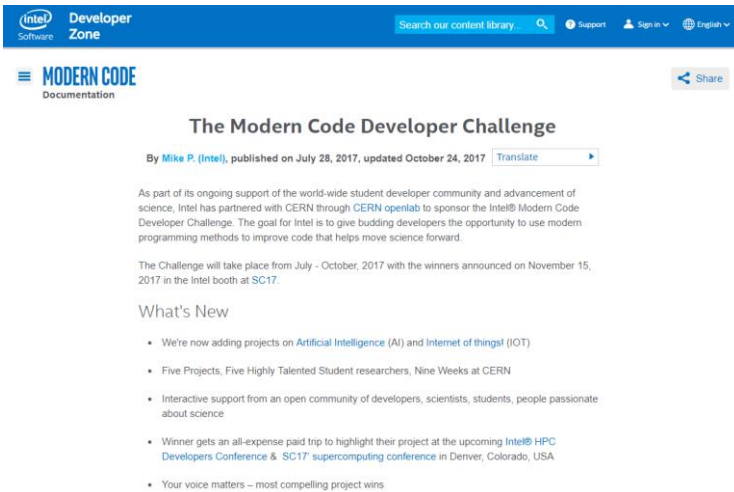 intel Software Developer Zone
Search our content library... Support Sign in English
MODERN CODE
Documentation
Share
The Modern Code Developer Challenge
By Mike P. (Intel), published on July 28, 2017, updated October 24, 2017 Translate
As part of its ongoing support of the world-wide student developer community and advancement of
science, Intel has partnered with CERN through CERN openlab to sponsor the Intel® Modern Code
Developer Challenge. The goal for Intel is to give budding developers the opportunity to use modern
programming methods to improve code that helps move science forward.
The Challenge will take place from July - October, 2017 with the winners announced on November 15,
2017 in the Intel booth at SC17.
What's New
• We're now adding projects on Artificial Intelligence (AI) and Internet of things! (IOT)
• Five Projects, Five Highly Talented Student researchers, Nine Weeks at CERN
• Interactive support from an open community of developers, scientists, students, people passionate
about science
• Winner gets an all-expense paid trip to highlight their project at the upcoming Intel® HPC
Developers Conference & SC17' supercomputing conference in Denver, Colorado, USA
• Your voice matters – most compelling project wins